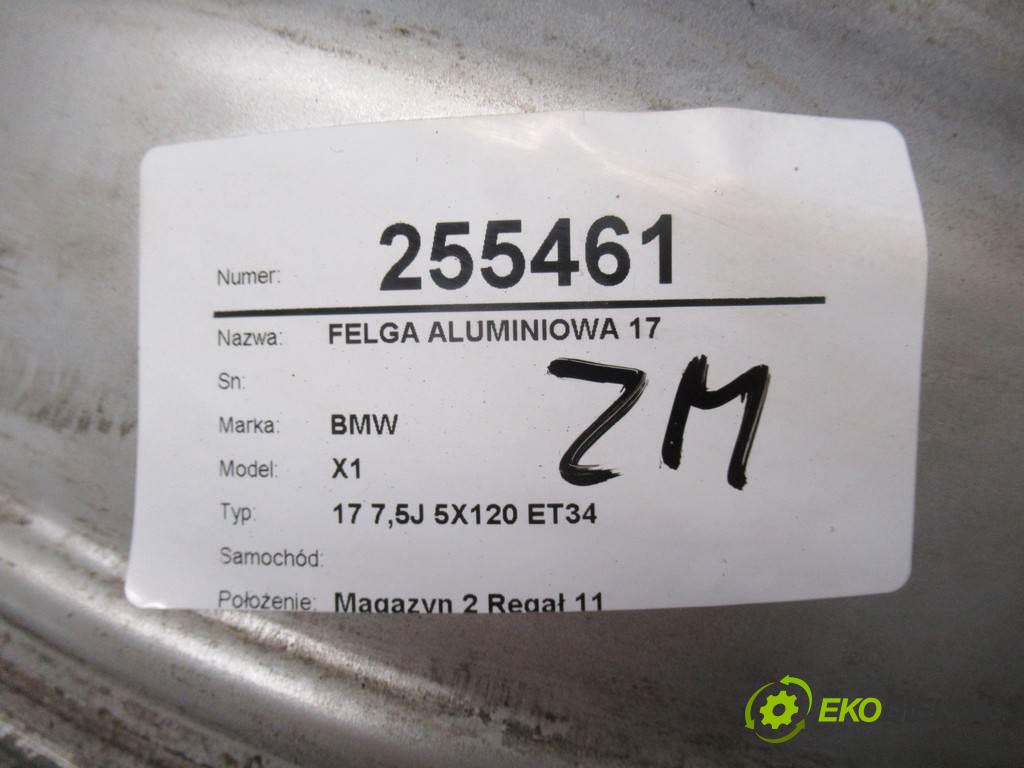 Numer: 255461
Nazwa: FELGA ALUMINIOWA 17
Sn:
ZM
Marka: BMW
Model: X1
Typ: 17 7,5J 5X120 ET34
Samochód:
Położenie: Magazyn 2 Regał 11
EKO